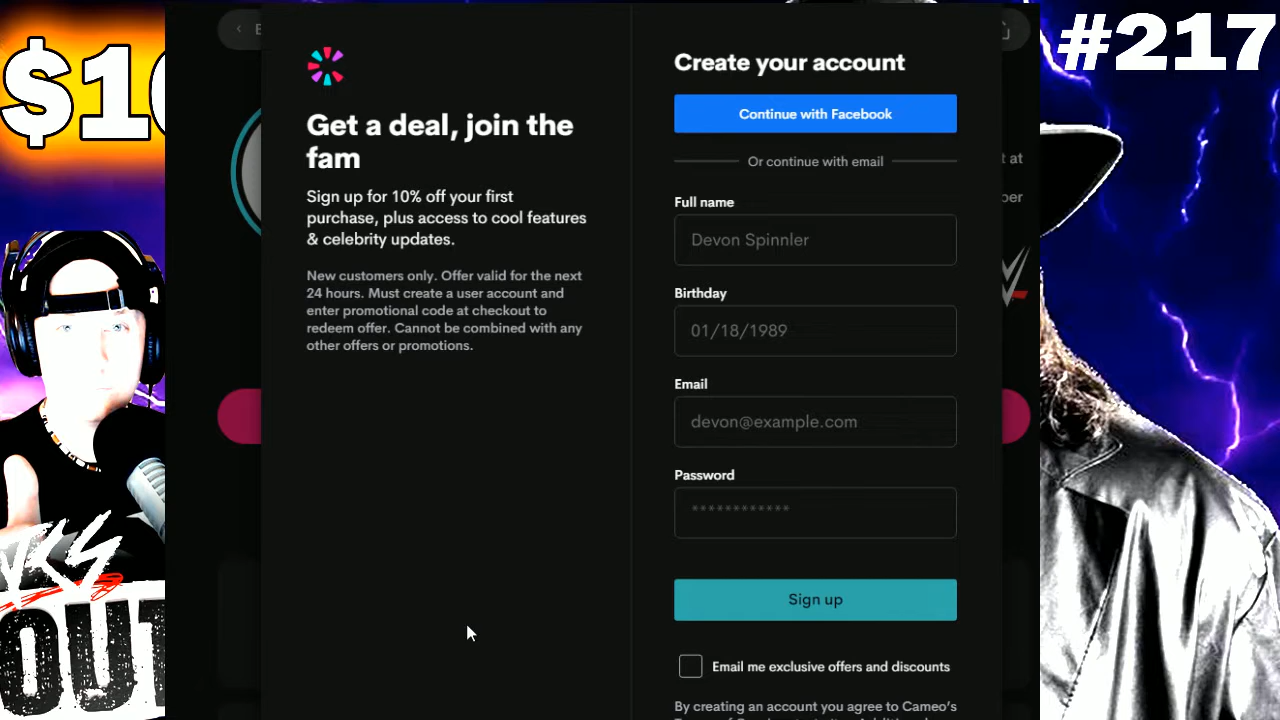 $10
#217
Get a deal, join the
fam
Sign up for 10% off your first
purchase, plus access to cool features
& celebrity updates.
New customers only. Offer valid for the next
24 hours. Must create a user account and
enter promotional code at checkout to
redeem offer. Cannot be combined with any
other offers or promotions.
Create your account
Continue with Facebook
Or continue with email
Full name
Devon Spinnler
Birthday
01/18/1989
Email
devon@example.com
Password
************
Sign up
Email me exclusive offers and discounts
By creating an account you agree to Cameo's
OUT